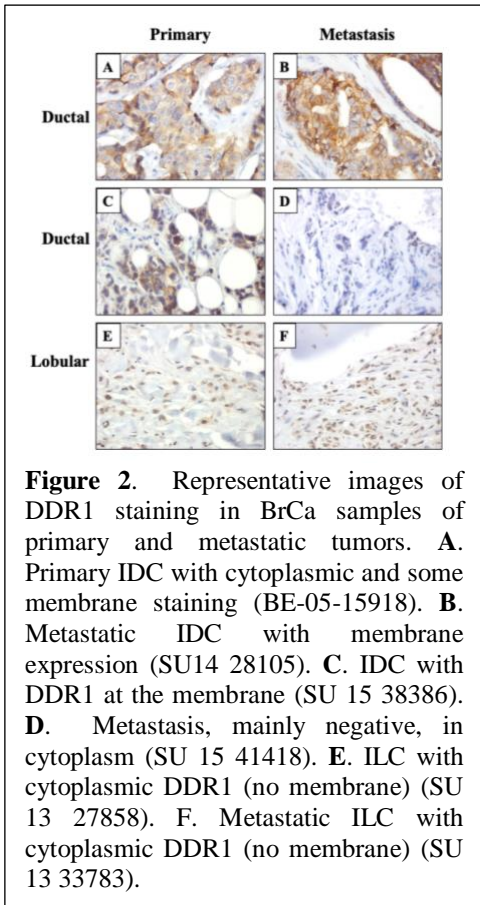 Primary Metastasis
A B
Ductal
C D
Ductal
E F
Lobular
Figure 2. Representative images of
DDR1 staining in BrCa samples of
primary and metastatic tumors. A.
Primary IDC with cytoplasmic and some
membrane staining (BE-05-15918). B.
Metastatic IDC with membrane
expression (SU14 28105). C. IDC with
DDR1 at the membrane (SU 15 38386).
D. Metastasis, mainly negative, in
cytoplasm (SU 15 41418). E. ILC with
cytoplasmic DDR1 (no membrane) (SU
13 27858). F. Metastatic ILC with
cytoplasmic DDR1 (no membrane) (SU
13 33783).